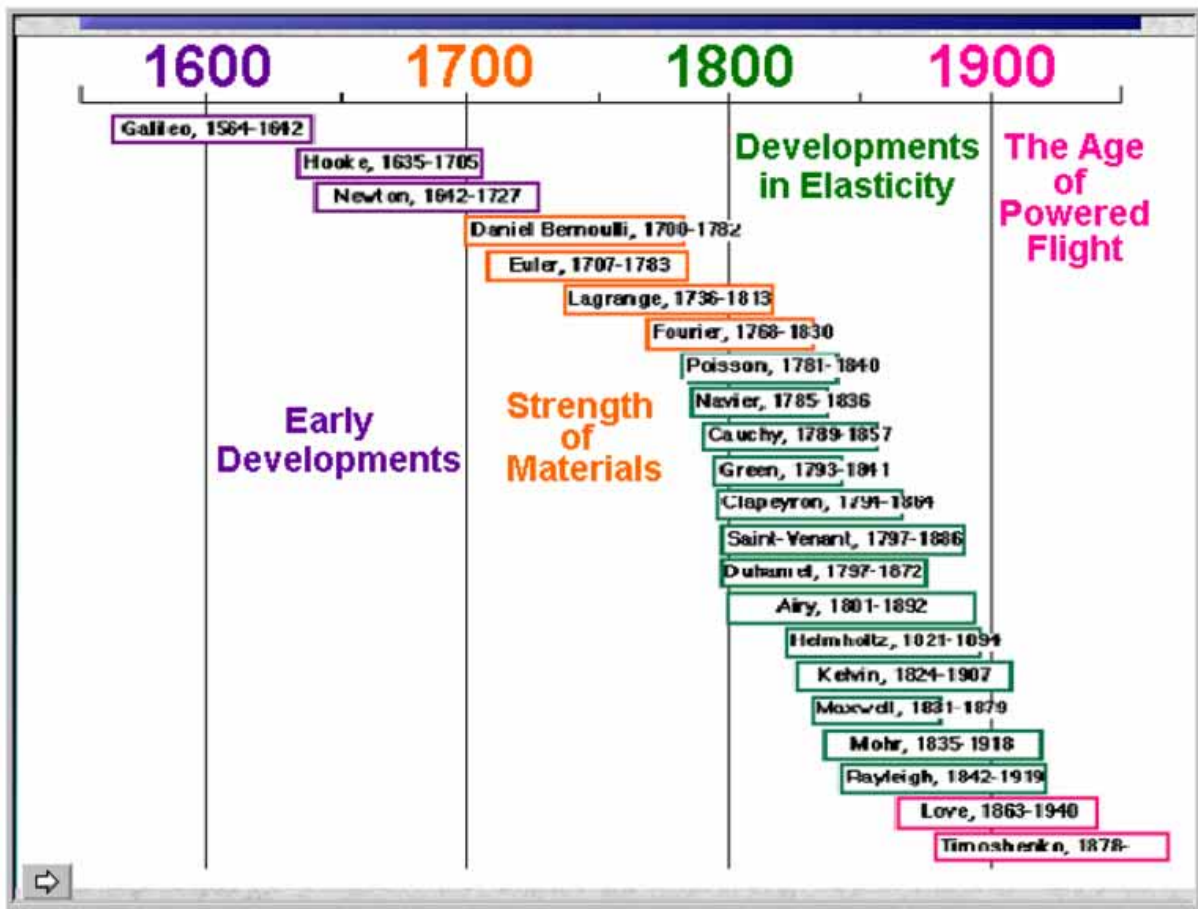 1600 1700 1800 1900
Galileo, 1564-1642
Hooke, 1635-1705
Newton, 1642-1727
Daniel Bernoulli, 1700-1782
Euler, 1707-1783
Lagrange, 1736-1813
Fourier, 1768-1830
Poisson, 1781-1840
Navier, 1785-1836
Cauchy, 1789-1857
Green, 1793-1841
Clapeyron, 1794-1864
Saint-Venant, 1797-1886
Duhamel, 1797-1872
Airy, 1801-1892
Helmholtz, 1821-1894
Kelvin, 1824-1907
Maxwell, 1831-1879
Mohr, 1835-1918
Rayleigh, 1842-1919
Love, 1863-1940
Timoshenko, 1878-
Early
Developments
Strength
of
Materials
Developments
in Elasticity
The Age
of
Powered
Flight